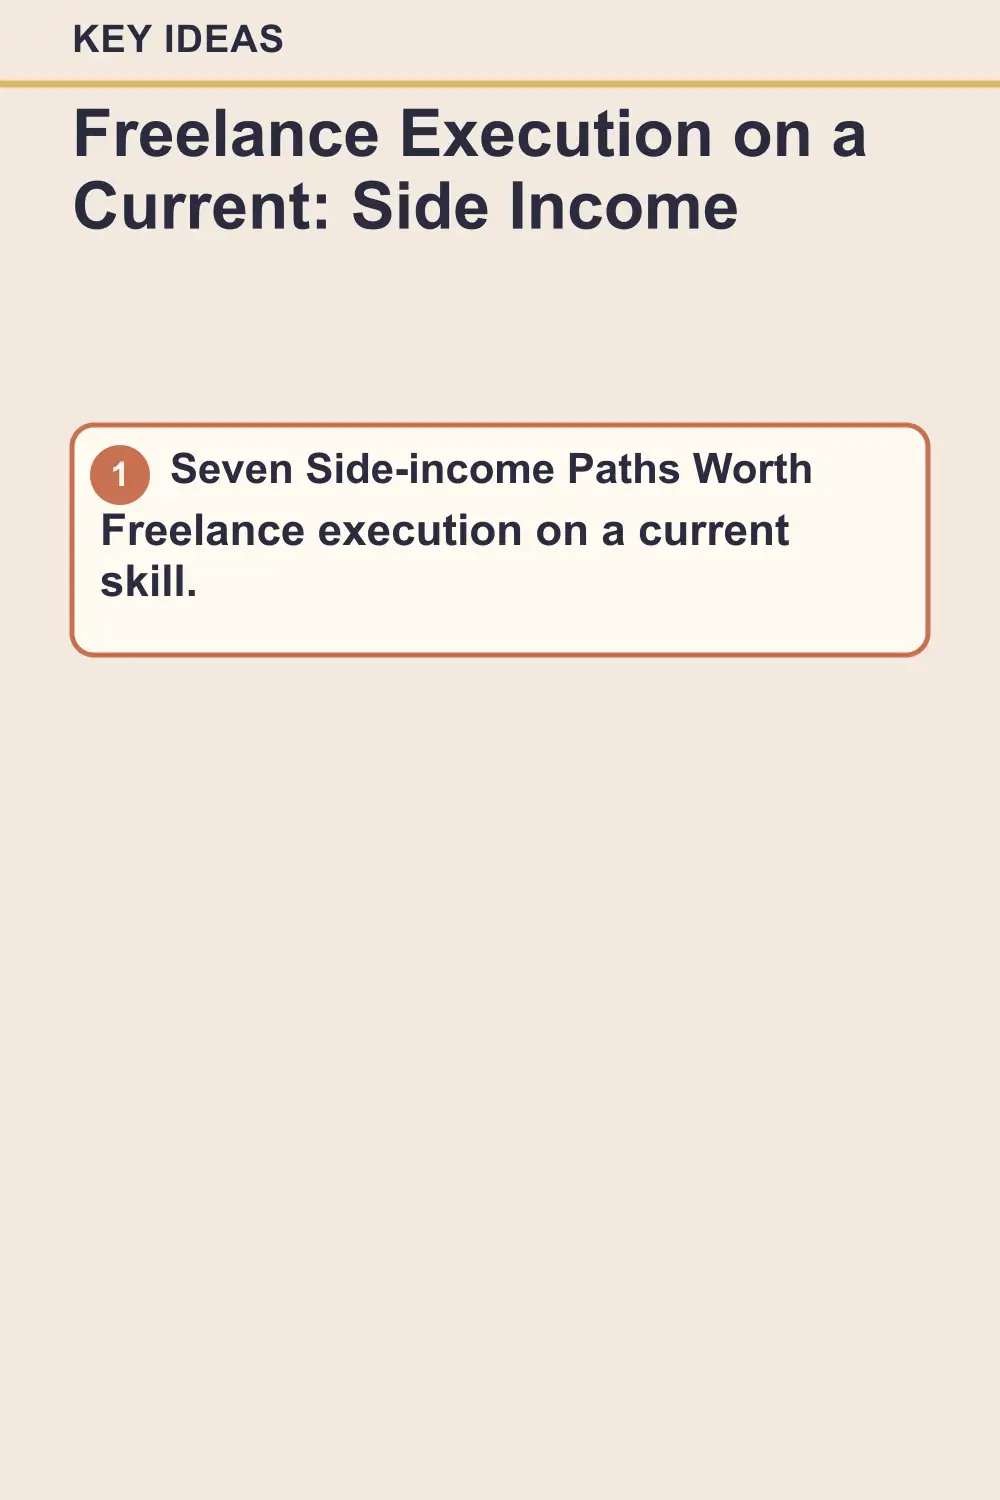 KEY IDEAS
Freelance Execution on a
Current: Side Income
1 Seven Side-income Paths Worth
Freelance execution on a current
skill.